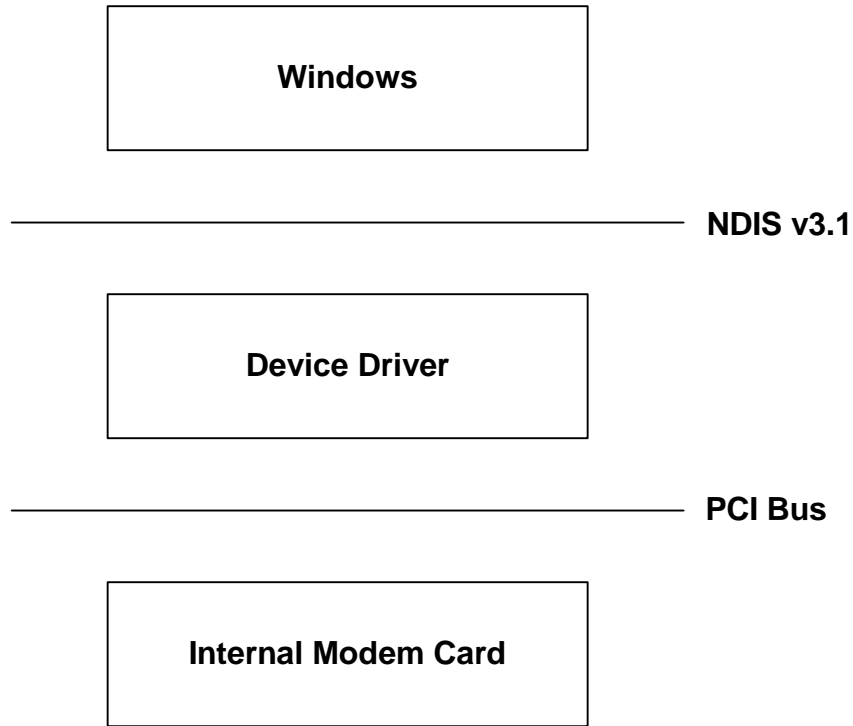 Windows
NDIS v3.1
Device Driver
PCI Bus
Internal Modem Card